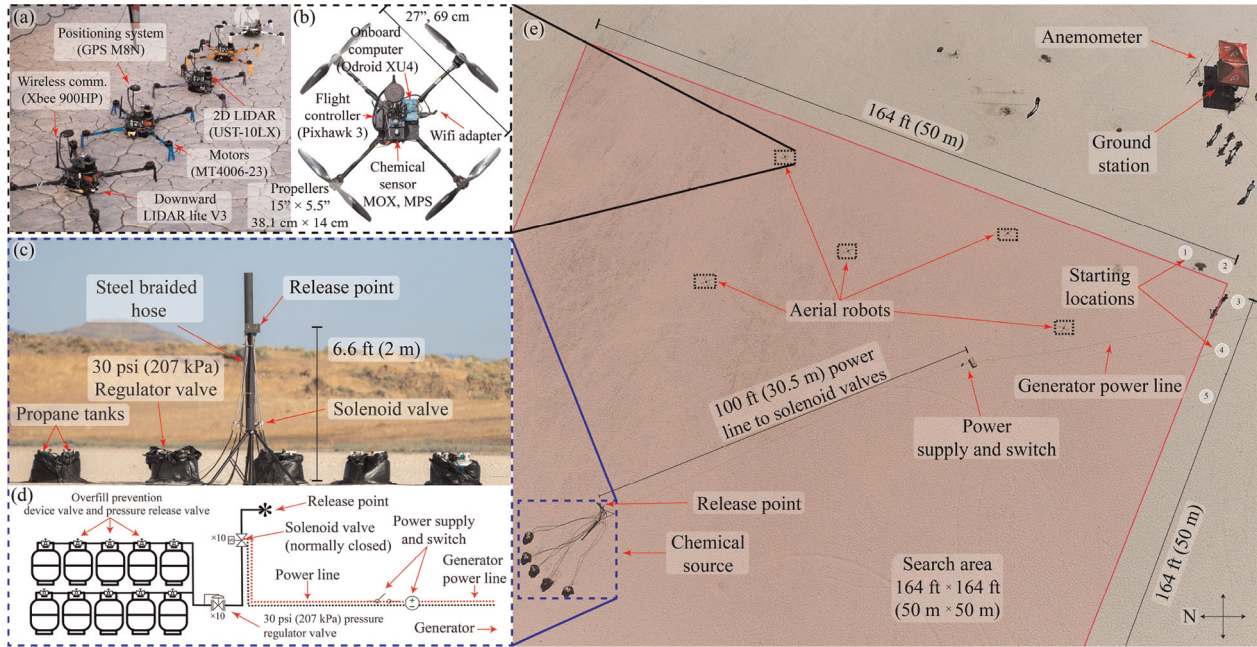 (a)
Positioning system
(GPS M8N)
Wireless comm.
(Xbee 900HP)
2D LIDAR
(UST-10LX)
Motors
(MT4006-23)
Downward
LIDAR lite V3
(b)
27”, 69 cm
Onboard
computer
(Odroid XU4)
Flight
controller
(Pixhawk 3)
Wifi adapter
Chemical
sensor
MOX, MPS
Propellers
15” × 5.5”
38.1 cm × 14 cm
(c)
Steel braided
hose
Release point
6.6 ft (2 m)
30 psi (207 kPa)
Regulator valve
Solenoid valve
Propane tanks
(d)
Overfill prevention
device valve and pressure release valve
Release point
×10
Solenoid valve
(normally closed)
Power supply
and switch
Power line
Generator
power line
×10
30 psi (207 kPa) pressure
regulator valve
Generator
(e)
Anemometer
164 ft (50 m)
Ground
station
1
2
Starting
locations
3
Aerial robots
4
Generator power line
100 ft (30.5 m) power
line to solenoid valves
5
Power
supply and switch
Release point
Chemical
source
Search area
164 ft × 164 ft
(50 m × 50 m)
164 ft (50 m)
N